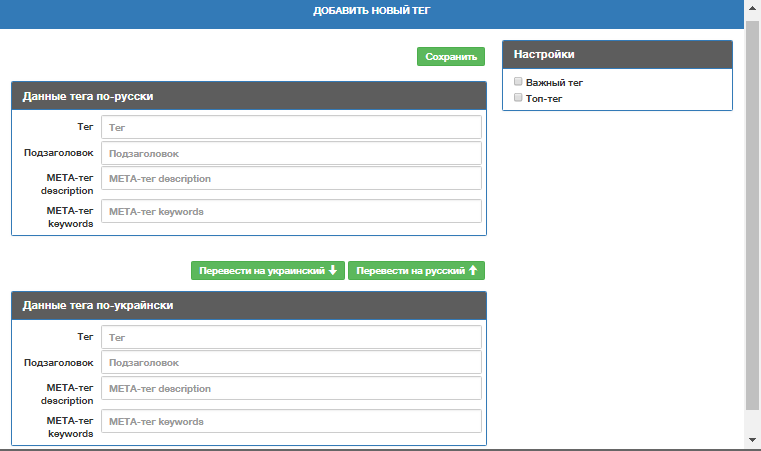 ДОБАВИТЬ НОВЫЙ ТЕГ
Сохранить
Настройки
Важный тег
Топ-тег
Данные тега по-русски
Тег
Тег
Подзаголовок
Подзаголовок
META-тег
description
META-тег description
META-тег
keywords
META-тег keywords
Перевести на украинский
Перевести на русский
Данные тега по-украйнски
Тег
Тег
Подзаголовок
Подзаголовок
META-тег
description
META-тег description
META-тег
keywords
META-тег keywords